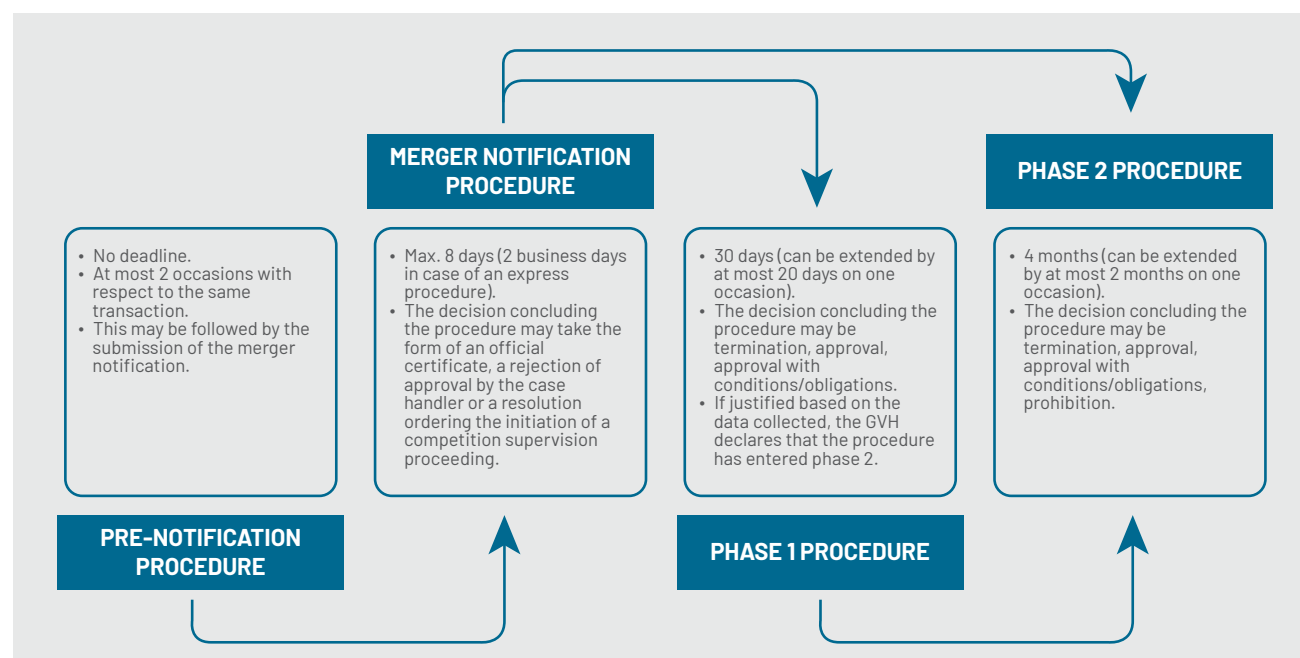 MERGER NOTIFICATION
PROCEDURE
PHASE 2 PROCEDURE
• No deadline.
• At most 2 occasions with
respect to the same
transaction.
• This may be followed by the
submission of the merger
notification.
• Max. 8 days (2 business days
in case of an express
procedure).
• The decision concluding
the procedure may take the
form of an official
certificate, a rejection of
approval by the case
handler or a resolution
ordering the initiation of a
competition supervision
proceeding.
• 30 days (can be extended by
at most 20 days on one
occasion).
• The decision concluding the
procedure may be
termination, approval,
approval with
conditions/obligations.
• If justified based on the
data collected, the GVH
declares that the procedure
has entered phase 2.
• 4 months (can be extended
by at most 2 months on one
occasion).
• The decision concluding the
procedure may be
termination, approval,
approval with
conditions/obligations,
prohibition.
PRE-NOTIFICATION
PROCEDURE
PHASE 1 PROCEDURE